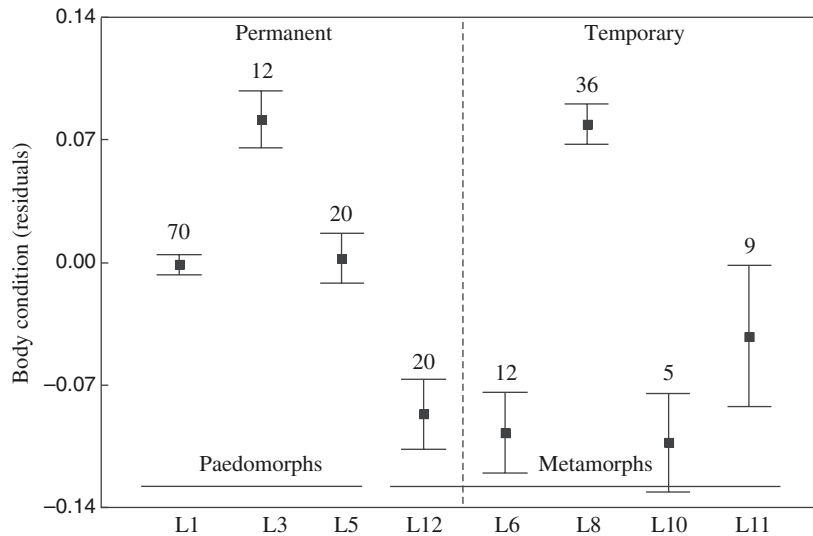 0.14
Permanent
Temporary
12
36
0.07
70
20
9
0.00
Body condition (residuals)
20
12
5
−0.07
Paedomorphs
Metamorphs
−0.14
L1 L3 L5 L12 L6 L8 L10 L11